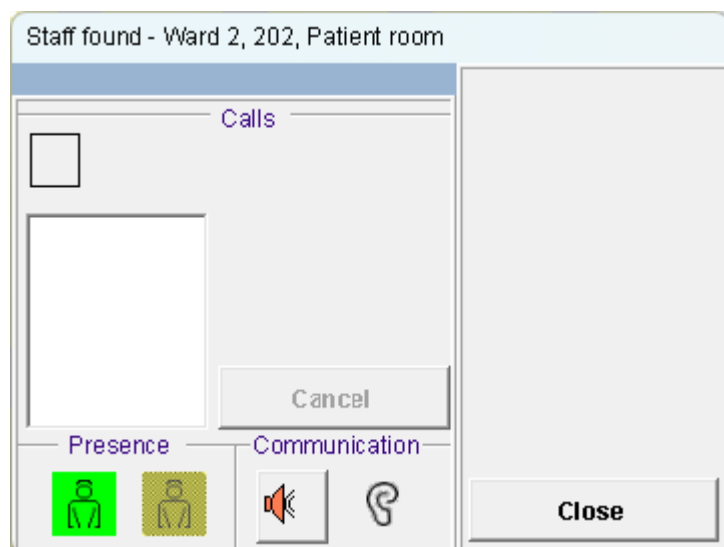 Staff found - Ward 2, 202, Patient room
Calls
Cancel
Presence
Communication
Close